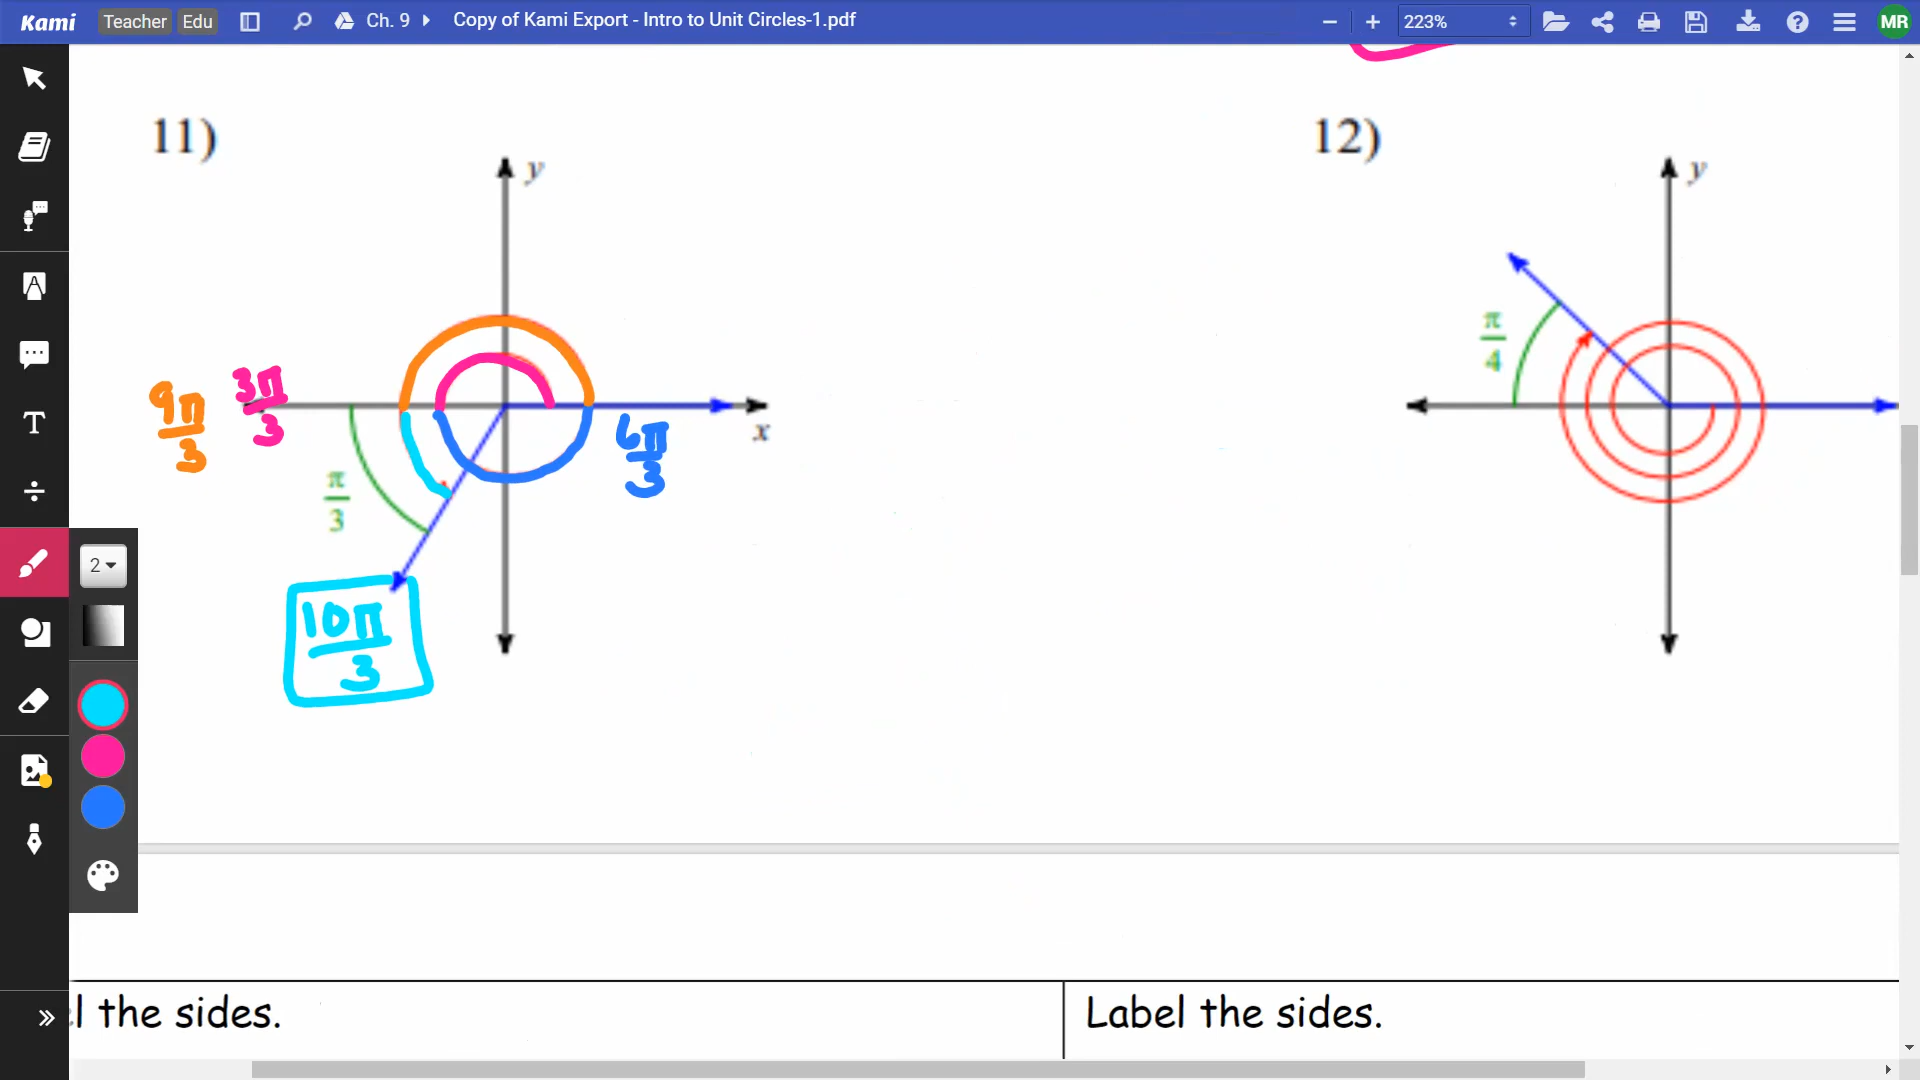 Kami Teacher Edu Ch. 9 Copy of Kami Export - Intro to Unit Circles-1.pdf 223% MR
11)
12)
y
y
π
4
9π
3
3π
3
x
6π
3
π
3
10π
3
2
l the sides.
Label the sides.